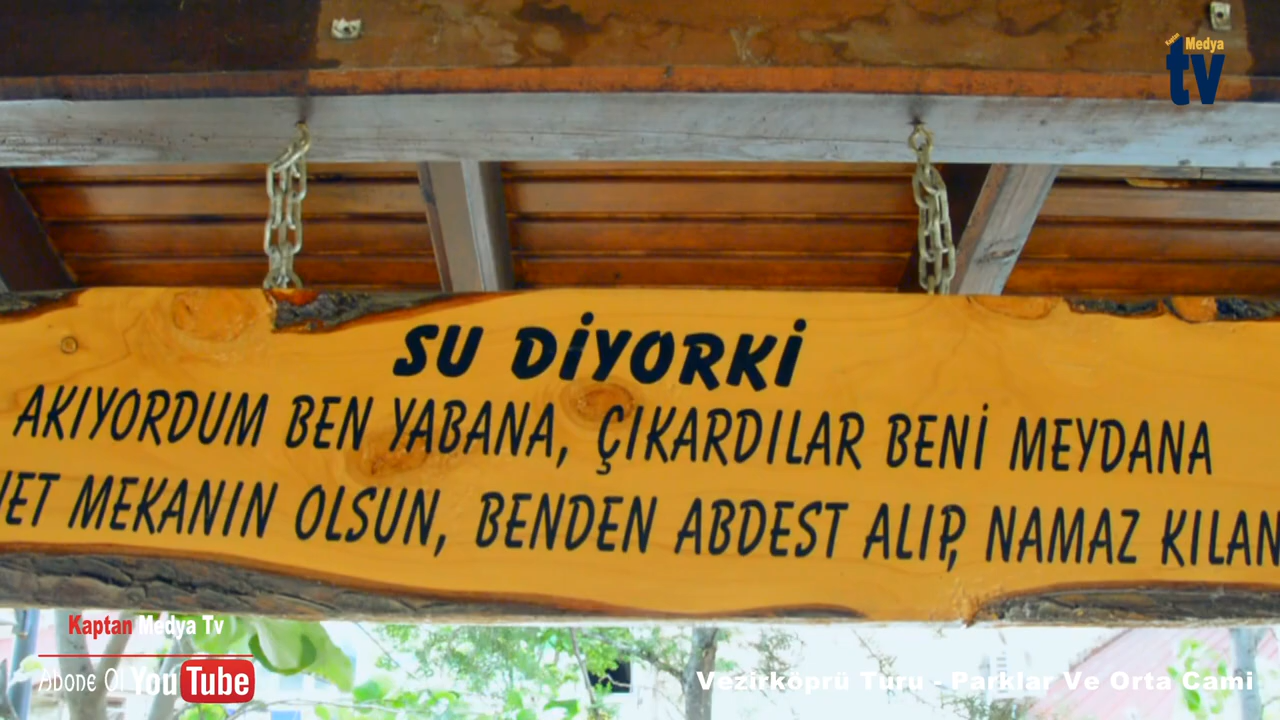 Kaptan Medya
tv
SU DİYORKİ
AKIYORDUM BEN YABANA, ÇIKARDILAR BENİ MEYDANA
MEKANIN OLSUN, BENDEN ABDEST ALIP, NAMAZ KILAN
Kaptan Medya Tv
Abone Ol YouTube
Vezirköprü Turu - Parklar Ve Orta Cami